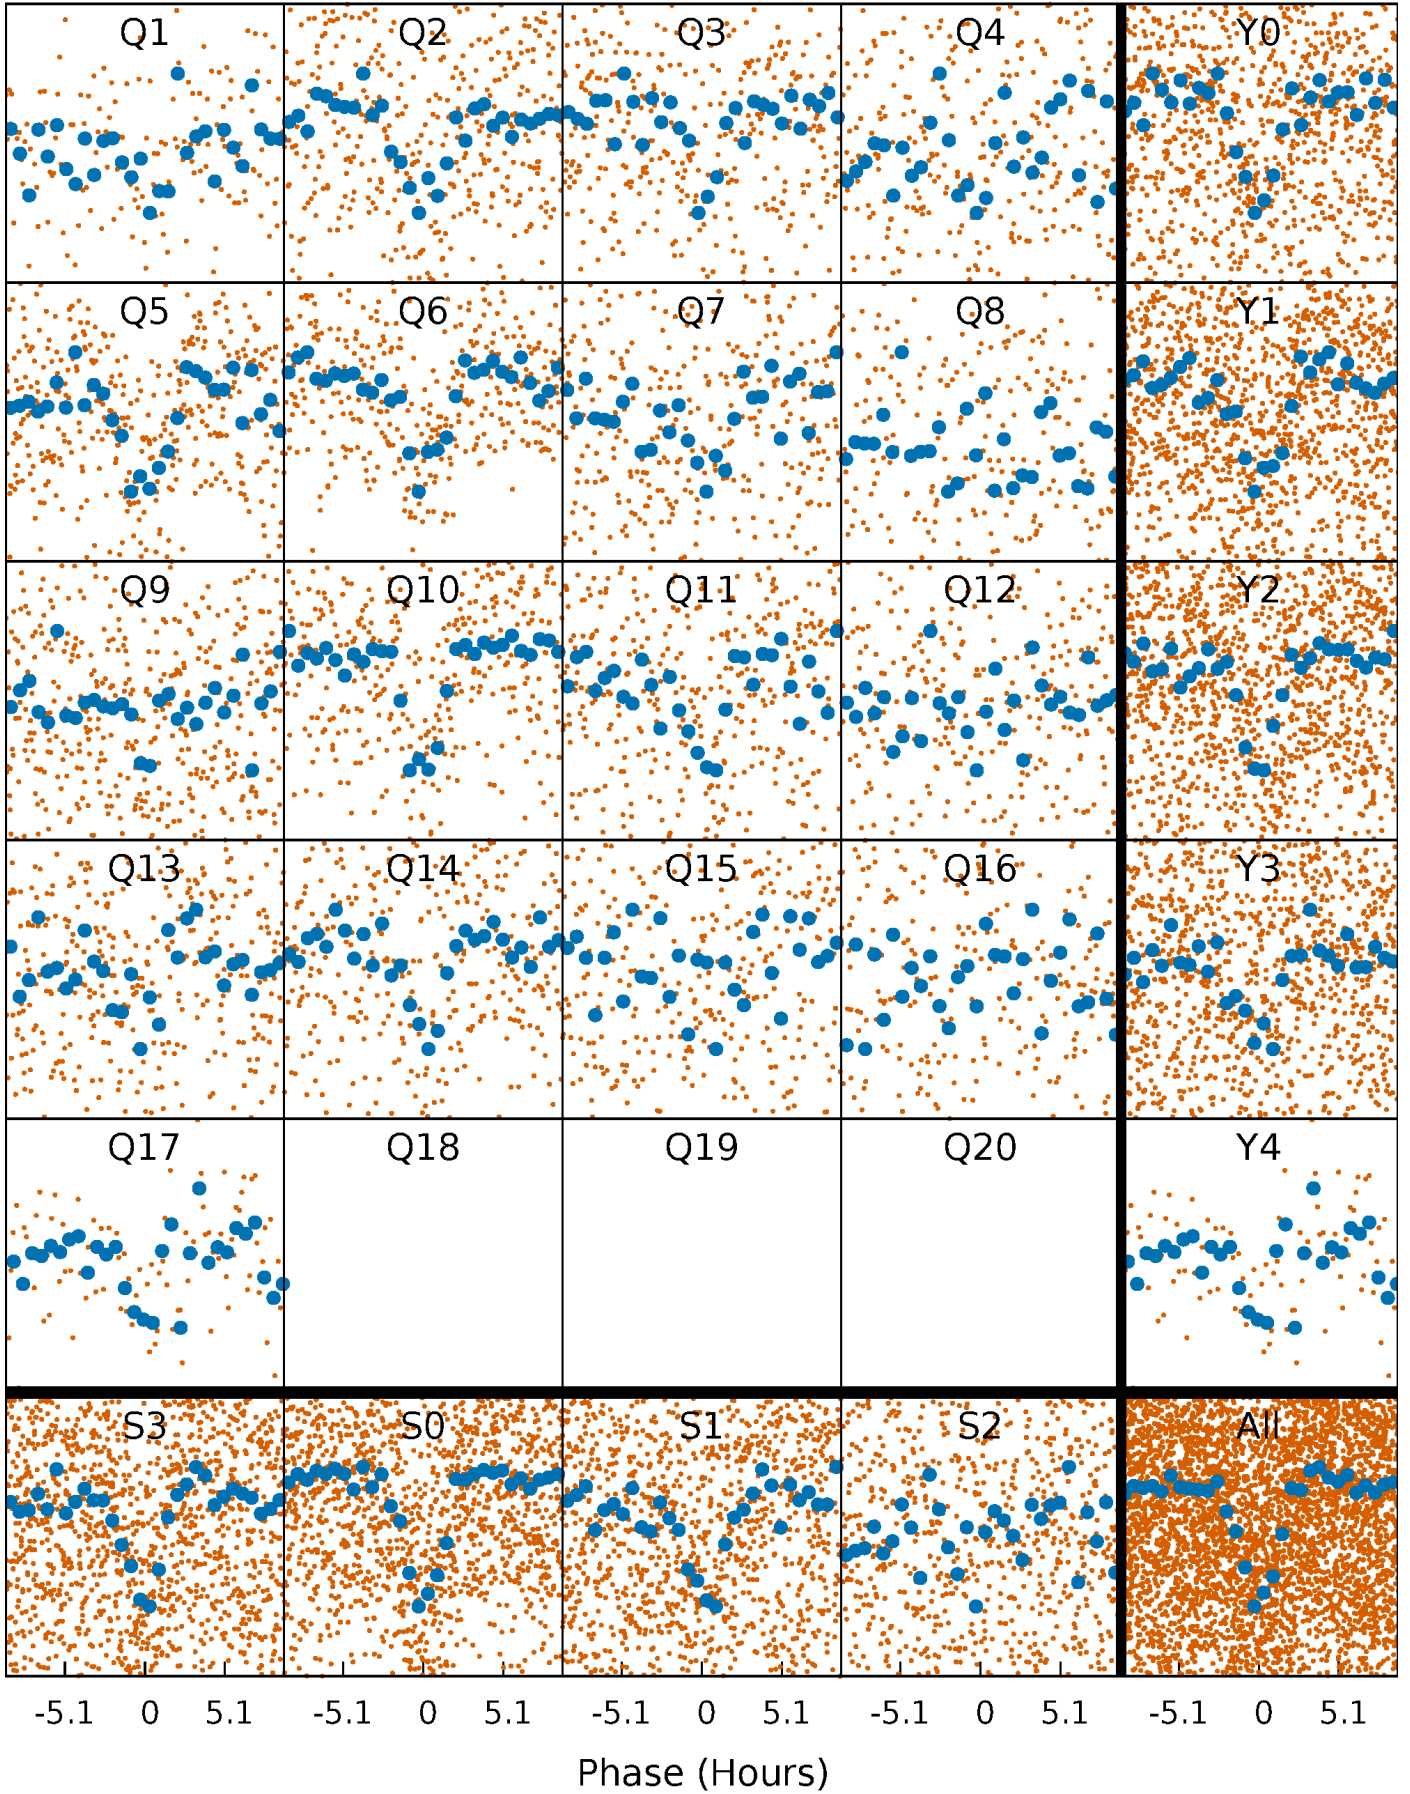 Q1 Q2 Q3 Q4 Y0
Q5 Q6 Q7 Q8 Y1
Q9 Q10 Q11 Q12 Y2
Q13 Q14 Q15 Q16 Y3
Q17 Q18 Q19 Q20 Y4
S3 S0 S1 S2 All
-5.1 0 5.1 -5.1 0 5.1 -5.1 0 5.1 -5.1 0 5.1 -5.1 0 5.1
Phase (Hours)